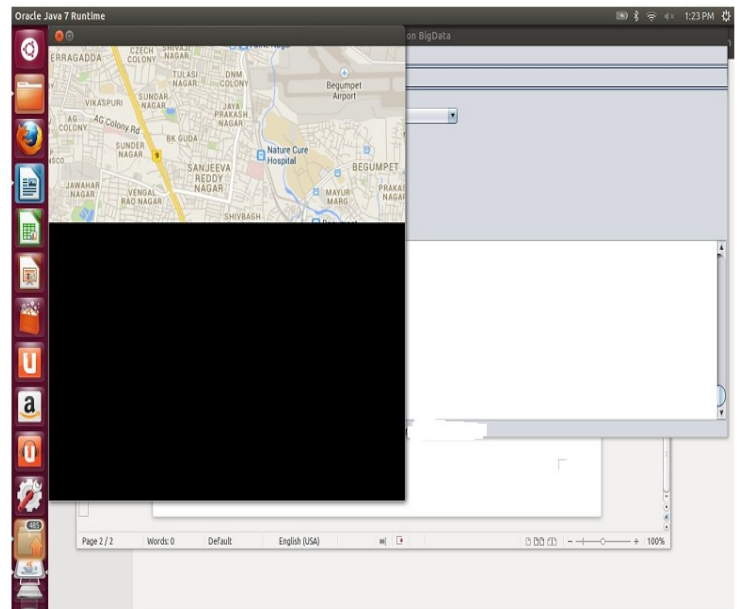 Oracle Java 7 Runtime
1:23 PM
on BigData
ERRAGADDA
CZECH
COLONY
SHIVAJI
NAGAR
TULASI
NAGAR
DNM
COLONY
Begumpet
Airport
VIKASPURI
SUNDAR
NAGAR
JAYA
PRAKASH
NAGAR
AG
COLONY
AG Colony Rd
BK GUDA
SUNDER
NAGAR
9
Nature Cure
Hospital
SANJEEVA
REDDY
NAGAR
BEGUMPET
JAWAHAR
NAGAR
VENGAL
RAO NAGAR
MAYUR
MARG
PRAKAS
NAGAR
SHIVBAGH
U
a
U
485
Page 2 / 2
Words: 0
Default
English (USA)
100%